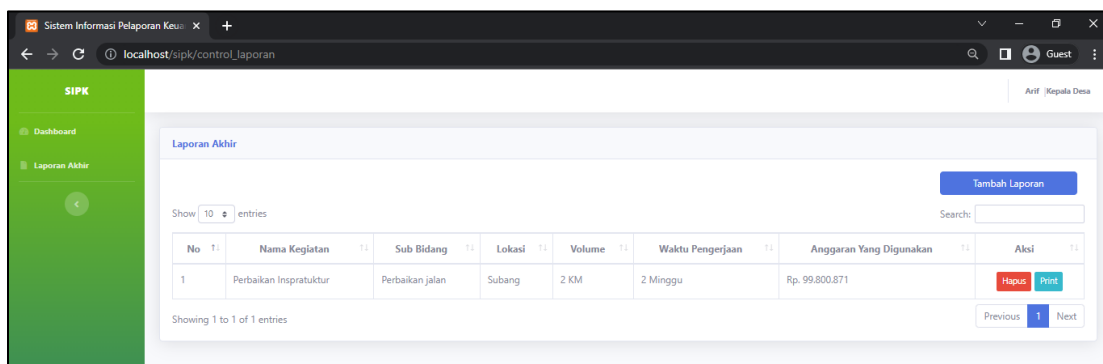 Sistem Informasi Pelaporan Keua
localhost/sipk/control_laporan
Guest
SIPK
Arif Kepala Desa
Dashboard
Laporan Akhir
Laporan Akhir
Tambah Laporan
Show 10 entries
Search:
No Nama Kegiatan Sub Bidang Lokasi Volume Waktu Pengerjaan Anggaran Yang Digunakan Aksi
1 Perbaikan Inspratuktur Perbaikan jalan Subang 2 KM 2 Minggu Rp. 99.800.871 Hapus Print
Showing 1 to 1 of 1 entries
Previous 1 Next